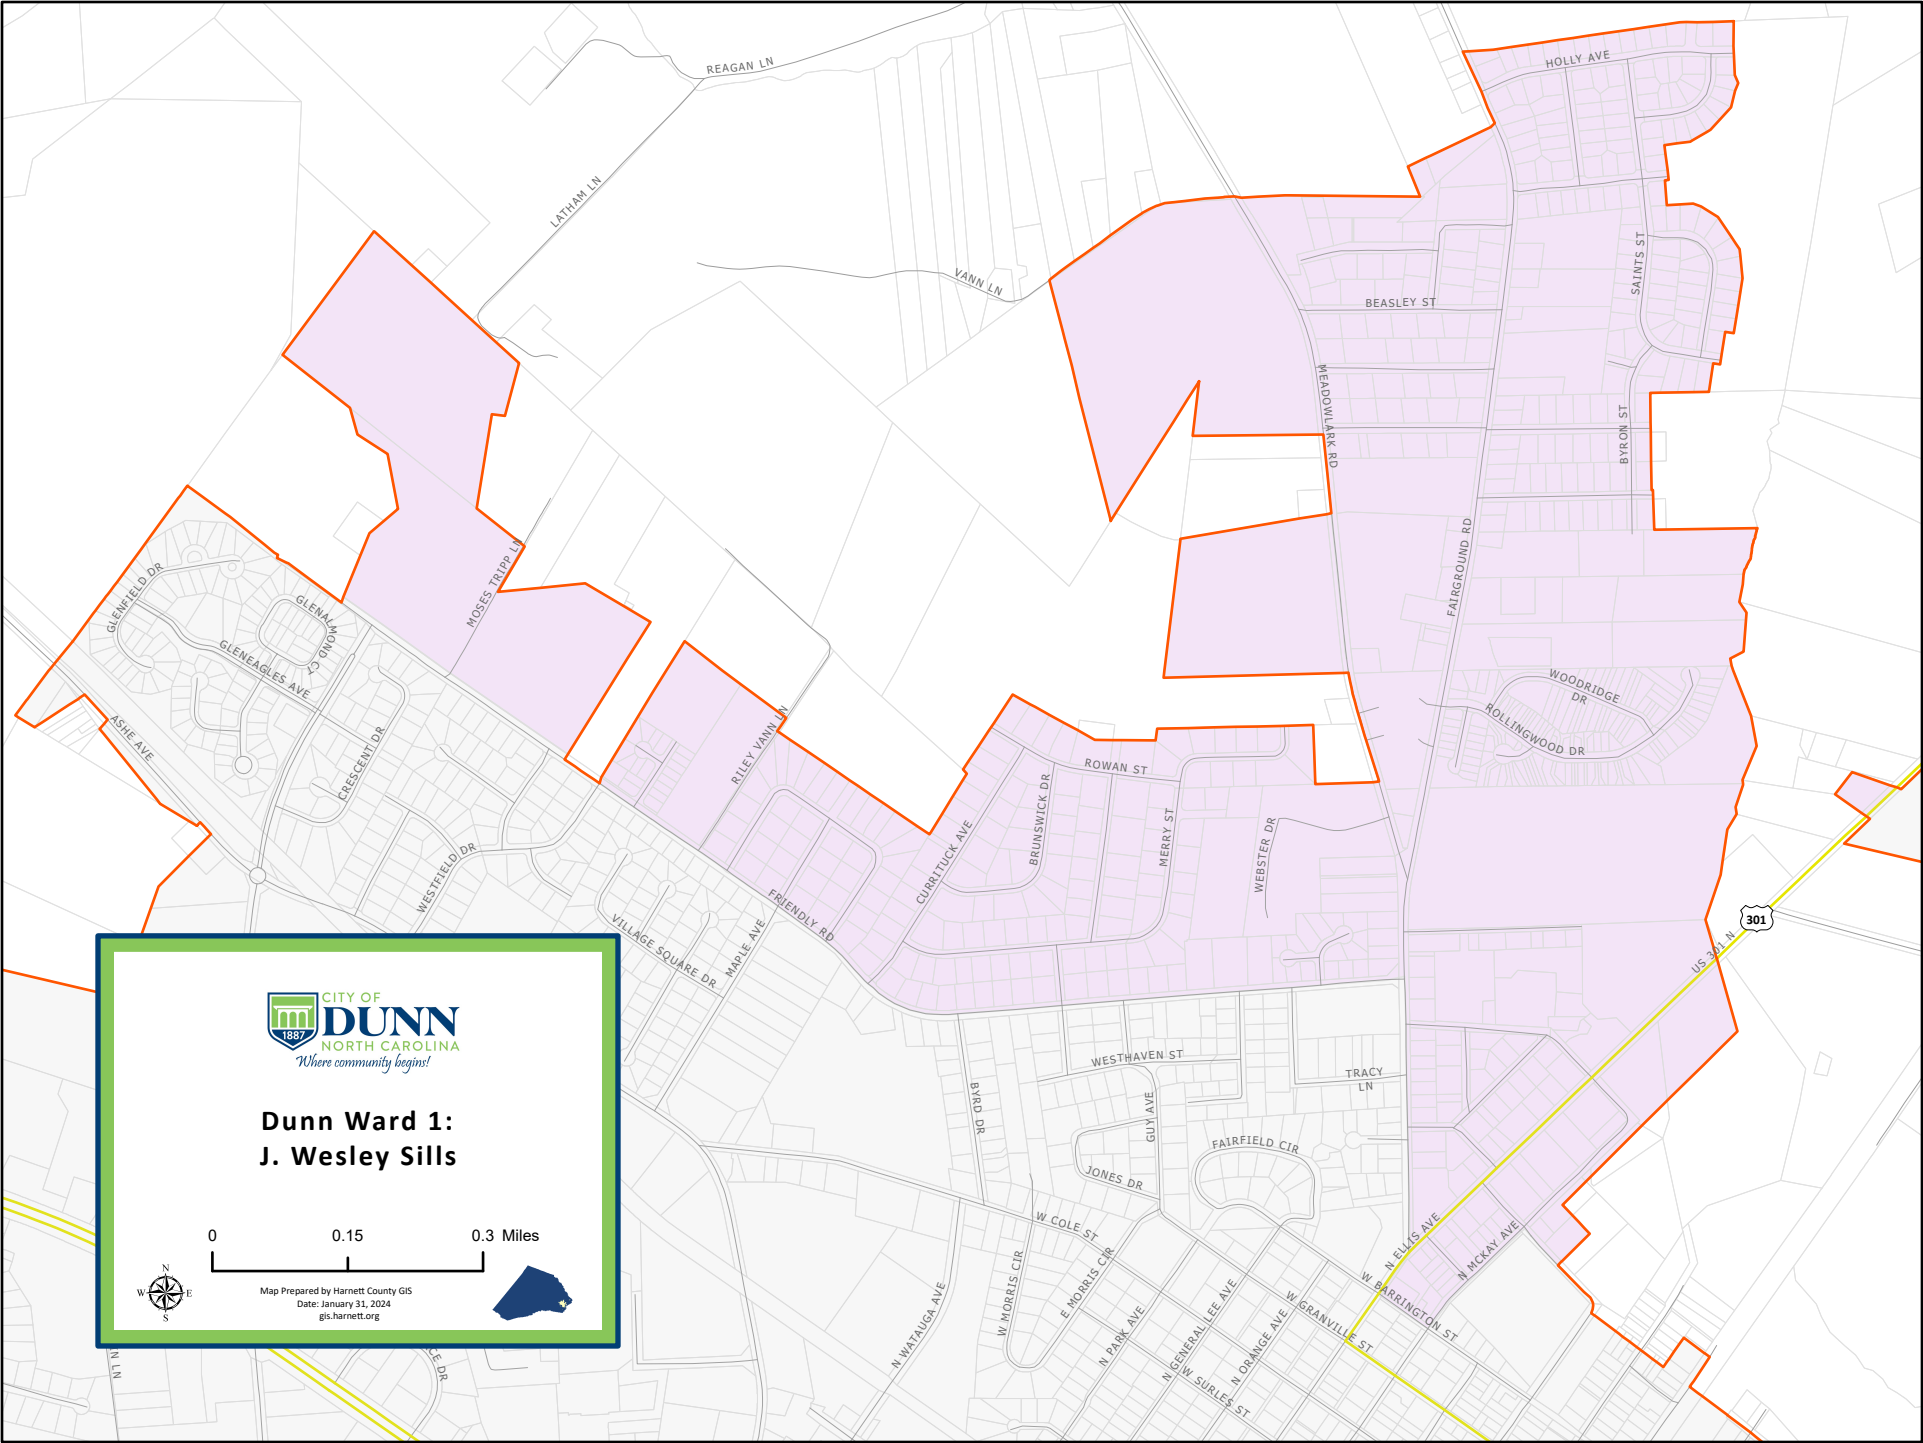 HOLLY AVE
REAGAN LN
LATHAM LN
VANN LN
SAINTS ST
BEASLEY ST
MEADOWLARK RD
BYRON ST
FAIRGROUND RD
MOSES TRIPP LN
GLENFIELD DR
GLENALMOND CT
GLENEAGLES AVE
WOODRIDGE
DR
ROLLINGWOOD DR
ASHE AVE
CRESCENT DR
RILEY VANN LN
ROWAN ST
BRUNSWICK DR
MERRY ST
CURRITUCK AVE
WEBSTER DR
WESTFIELD DR
FRIENDLY RD
VILLAGE SQUARE DR
MAPLE AVE
301
US 301 N
CITY OF
DUNN
1887
NORTH CAROLINA
Where community begins!
Dunn Ward 1:
J. Wesley Sills
0 0.15 0.3 Miles
N
W E
S
Map Prepared by Harnett County GIS
Date: January 31, 2024
gis.harnett.org
WESTHAVEN ST
TRACY
LN
BYRD DR
GUY AVE
FAIRFIELD CIR
JONES DR
W COLE ST
N ELLIS AVE
N MCKAY AVE
W MORRIS CIR
E MORRIS CIR
W BARRINGTON ST
N WATAUGA AVE
N PARK AVE
N GENERAL LEE AVE
N ORANGE AVE
W GRANVILLE ST
W SURLES ST
N LN
CE DR